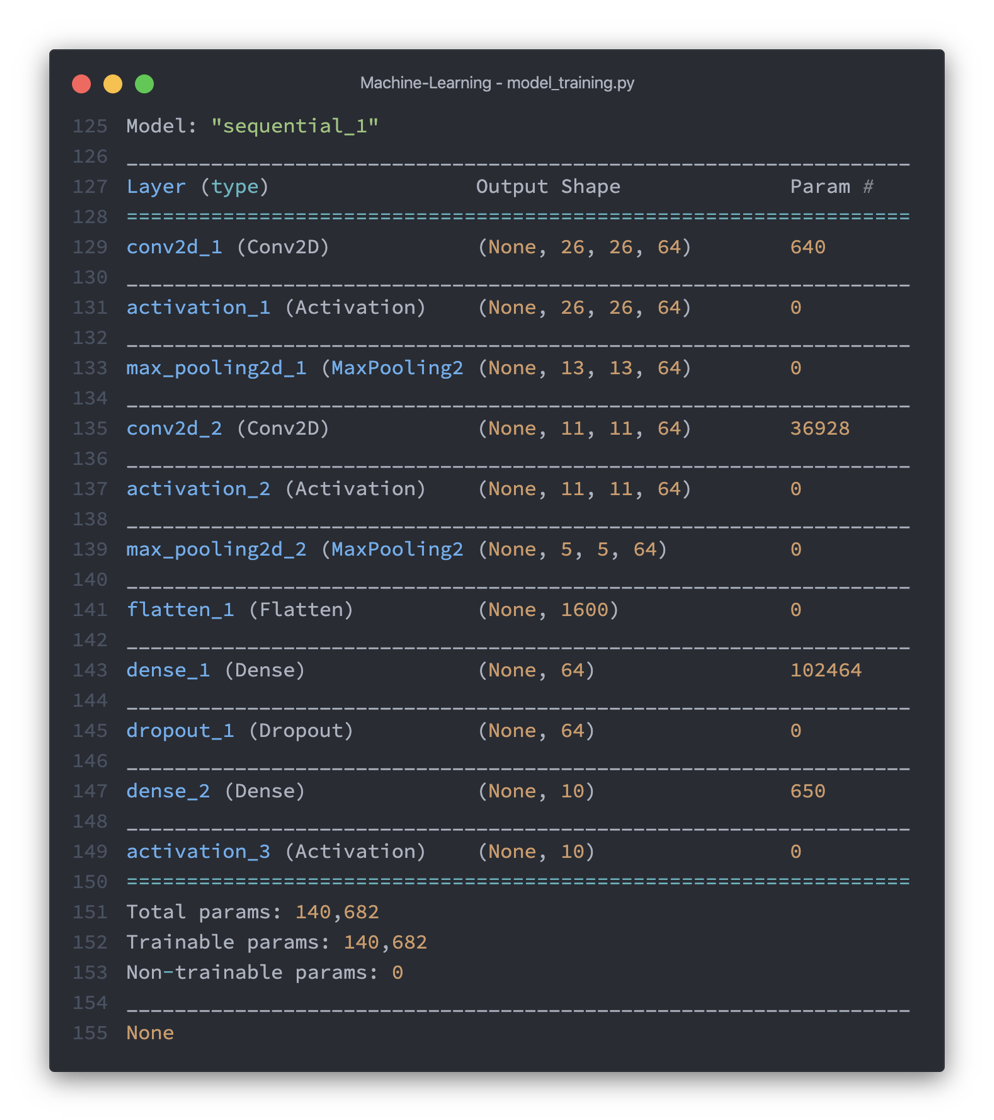 Machine-Learning - model_training.py
125 Model: "sequential_1"
126 _________________________________________________________________
127 Layer (type)                 Output Shape              Param #
128 =================================================================
129 conv2d_1 (Conv2D)            (None, 26, 26, 64)        640
130 _________________________________________________________________
131 activation_1 (Activation)    (None, 26, 26, 64)        0
132 _________________________________________________________________
133 max_pooling2d_1 (MaxPooling2 (None, 13, 13, 64)        0
134 _________________________________________________________________
135 conv2d_2 (Conv2D)            (None, 11, 11, 64)        36928
136 _________________________________________________________________
137 activation_2 (Activation)    (None, 11, 11, 64)        0
138 _________________________________________________________________
139 max_pooling2d_2 (MaxPooling2 (None, 5, 5, 64)          0
140 _________________________________________________________________
141 flatten_1 (Flatten)          (None, 1600)              0
142 _________________________________________________________________
143 dense_1 (Dense)              (None, 64)                102464
144 _________________________________________________________________
145 dropout_1 (Dropout)          (None, 64)                0
146 _________________________________________________________________
147 dense_2 (Dense)              (None, 10)                650
148 _________________________________________________________________
149 activation_3 (Activation)    (None, 10)                0
150 =================================================================
151 Total params: 140,682
152 Trainable params: 140,682
153 Non-trainable params: 0
154 _________________________________________________________________
155 None